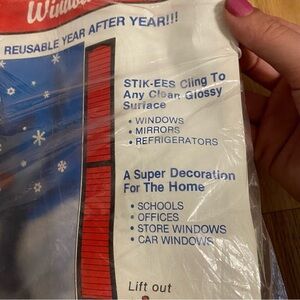 Window
REUSABLE YEAR AFTER YEAR!!!
STIK-EES Cling To
Any Clean Glossy
Surface
• WINDOWS
• MIRRORS
• REFRIGERATORS
A Super Decoration
For The Home
• SCHOOLS
• OFFICES
• STORE WINDOWS
• CAR WINDOWS
Lift out